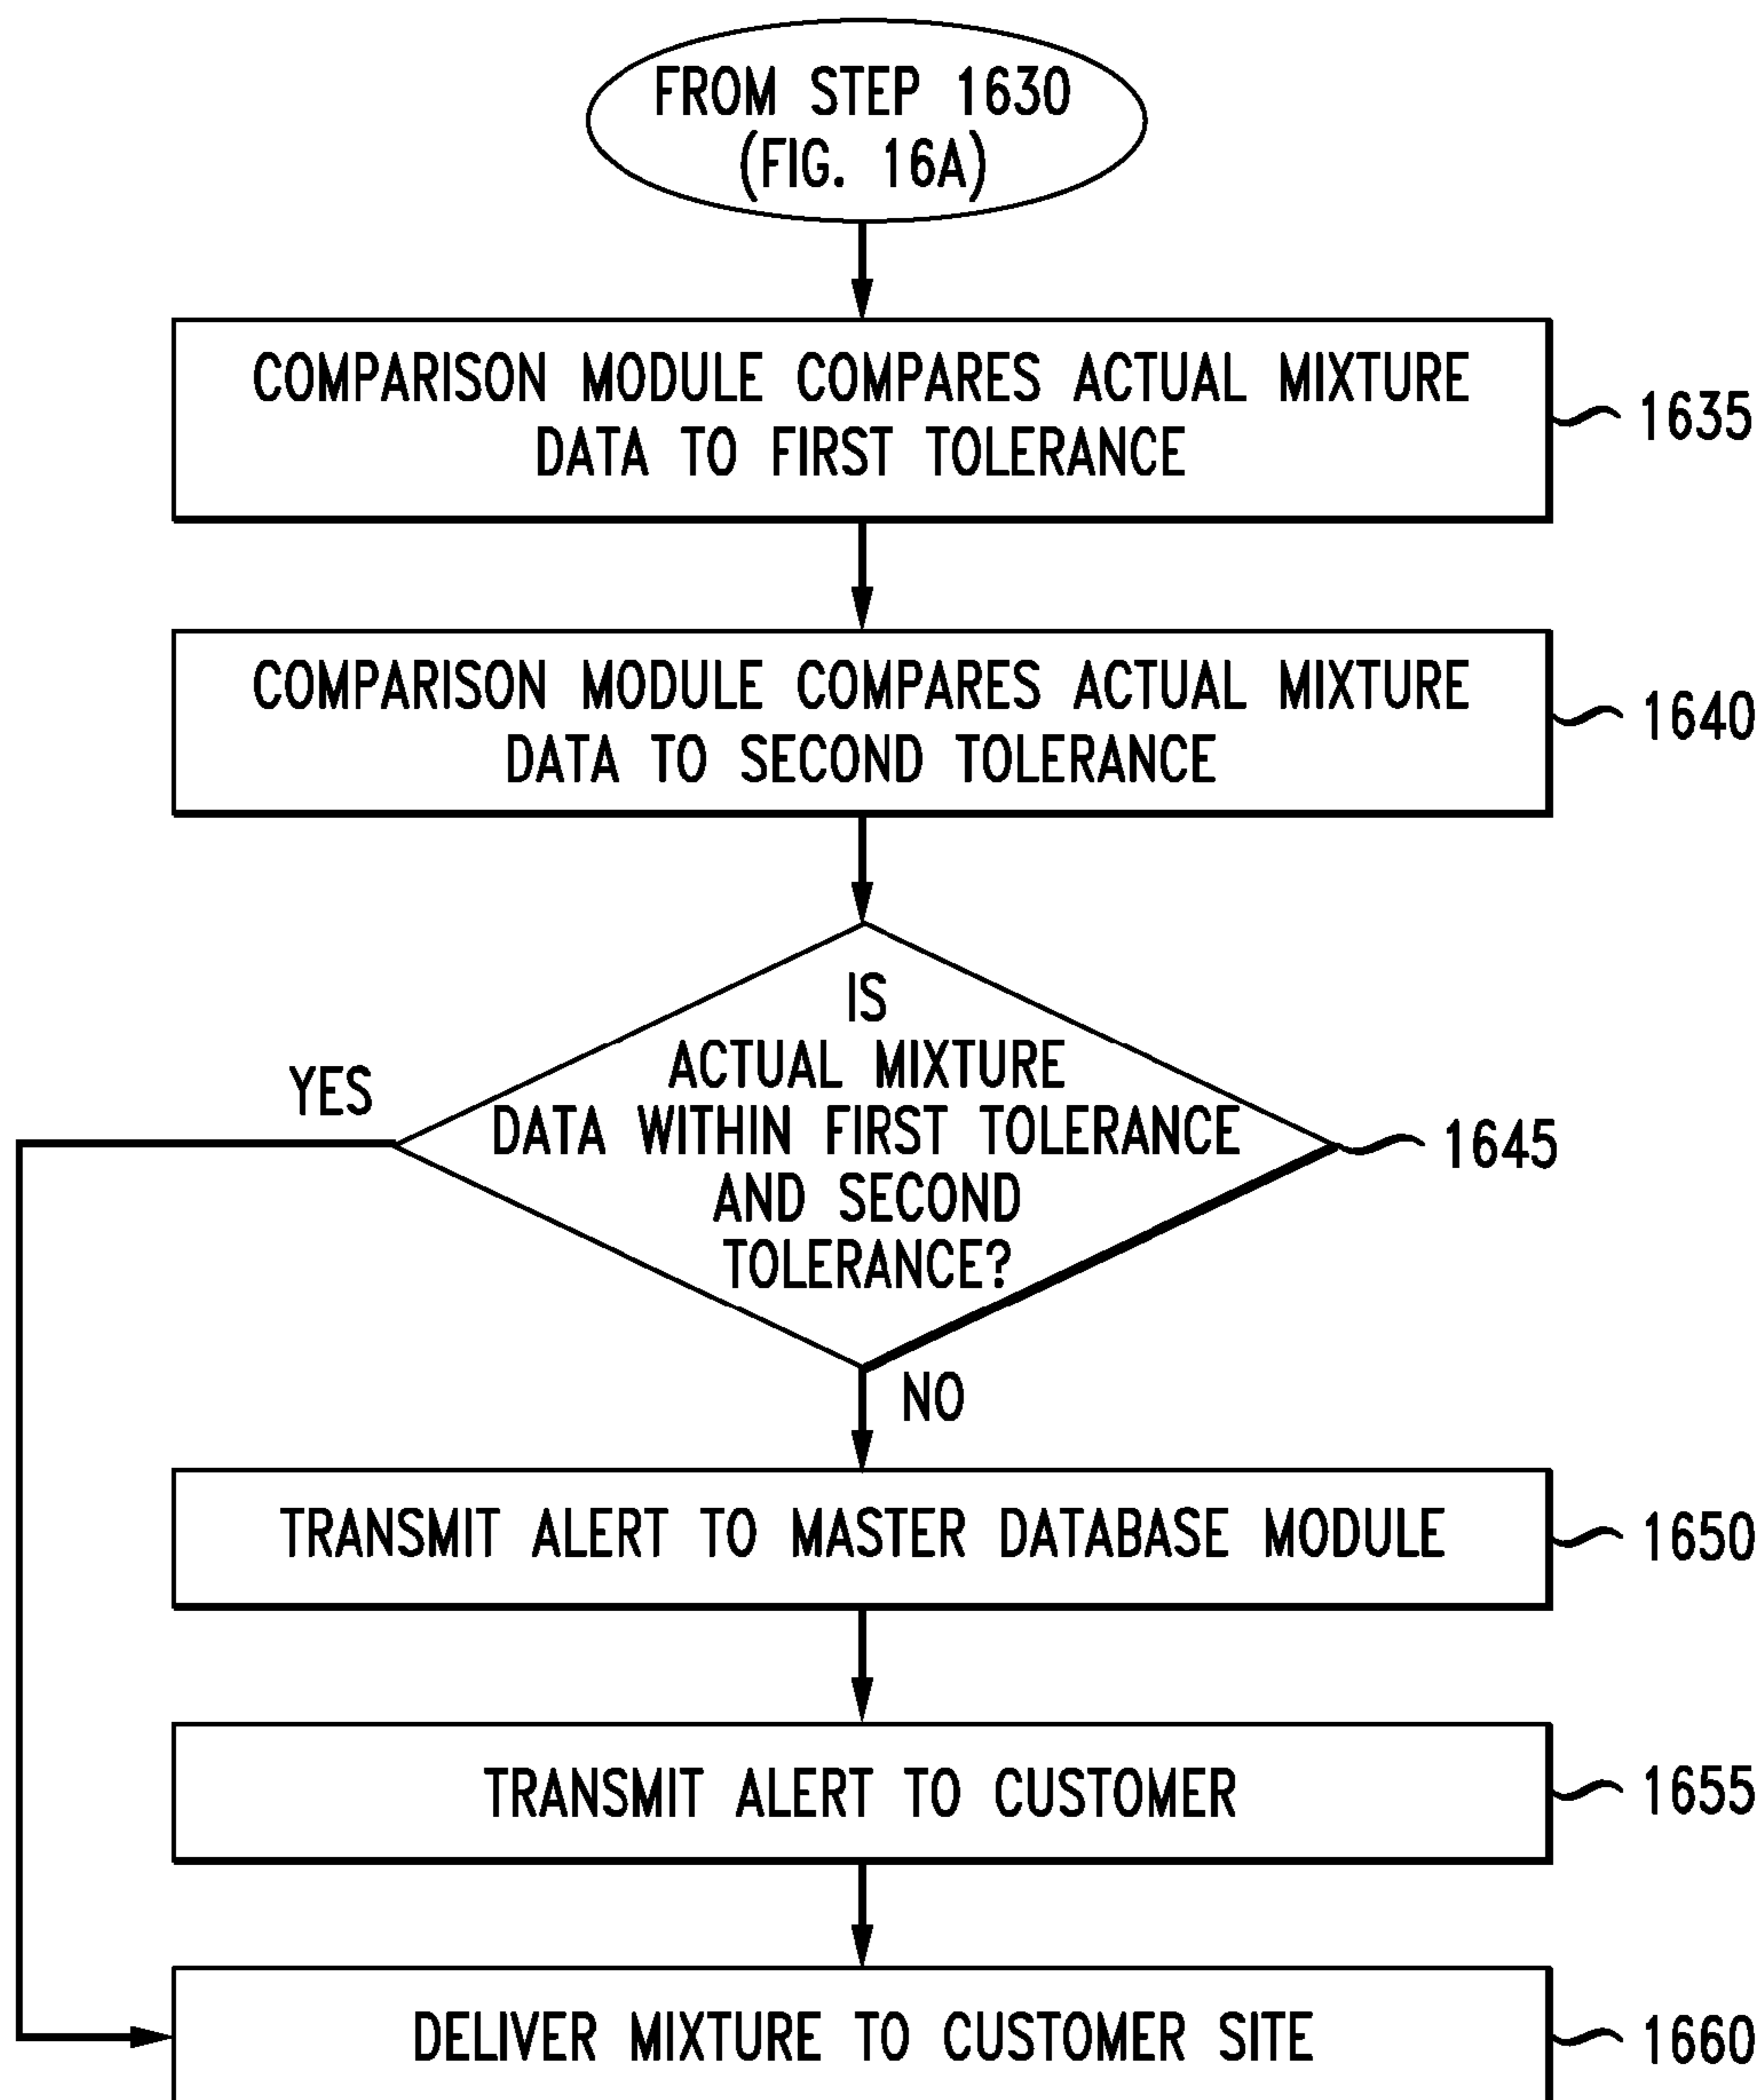 FROM STEP 1630
(FIG. 16A)
COMPARISON MODULE COMPARES ACTUAL MIXTURE
DATA TO FIRST TOLERANCE
1635
COMPARISON MODULE COMPARES ACTUAL MIXTURE
DATA TO SECOND TOLERANCE
1640
IS
ACTUAL MIXTURE
DATA WITHIN FIRST TOLERANCE
AND SECOND
TOLERANCE?
YES
1645
NO
TRANSMIT ALERT TO MASTER DATABASE MODULE
1650
TRANSMIT ALERT TO CUSTOMER
1655
DELIVER MIXTURE TO CUSTOMER SITE
1660